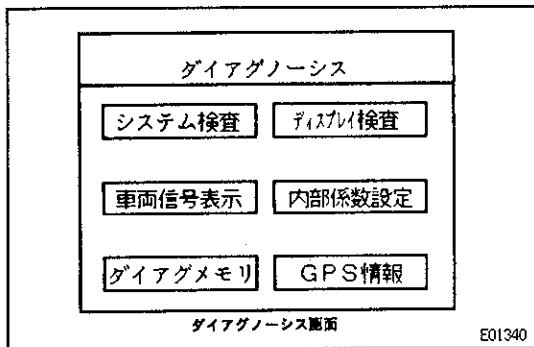 ダイアグノーシス
システム検査 ディスプレイ検査
車両信号表示 内部係数設定
ダイアグメモリ GPS情報
ダイアグノーシス画面
E01340